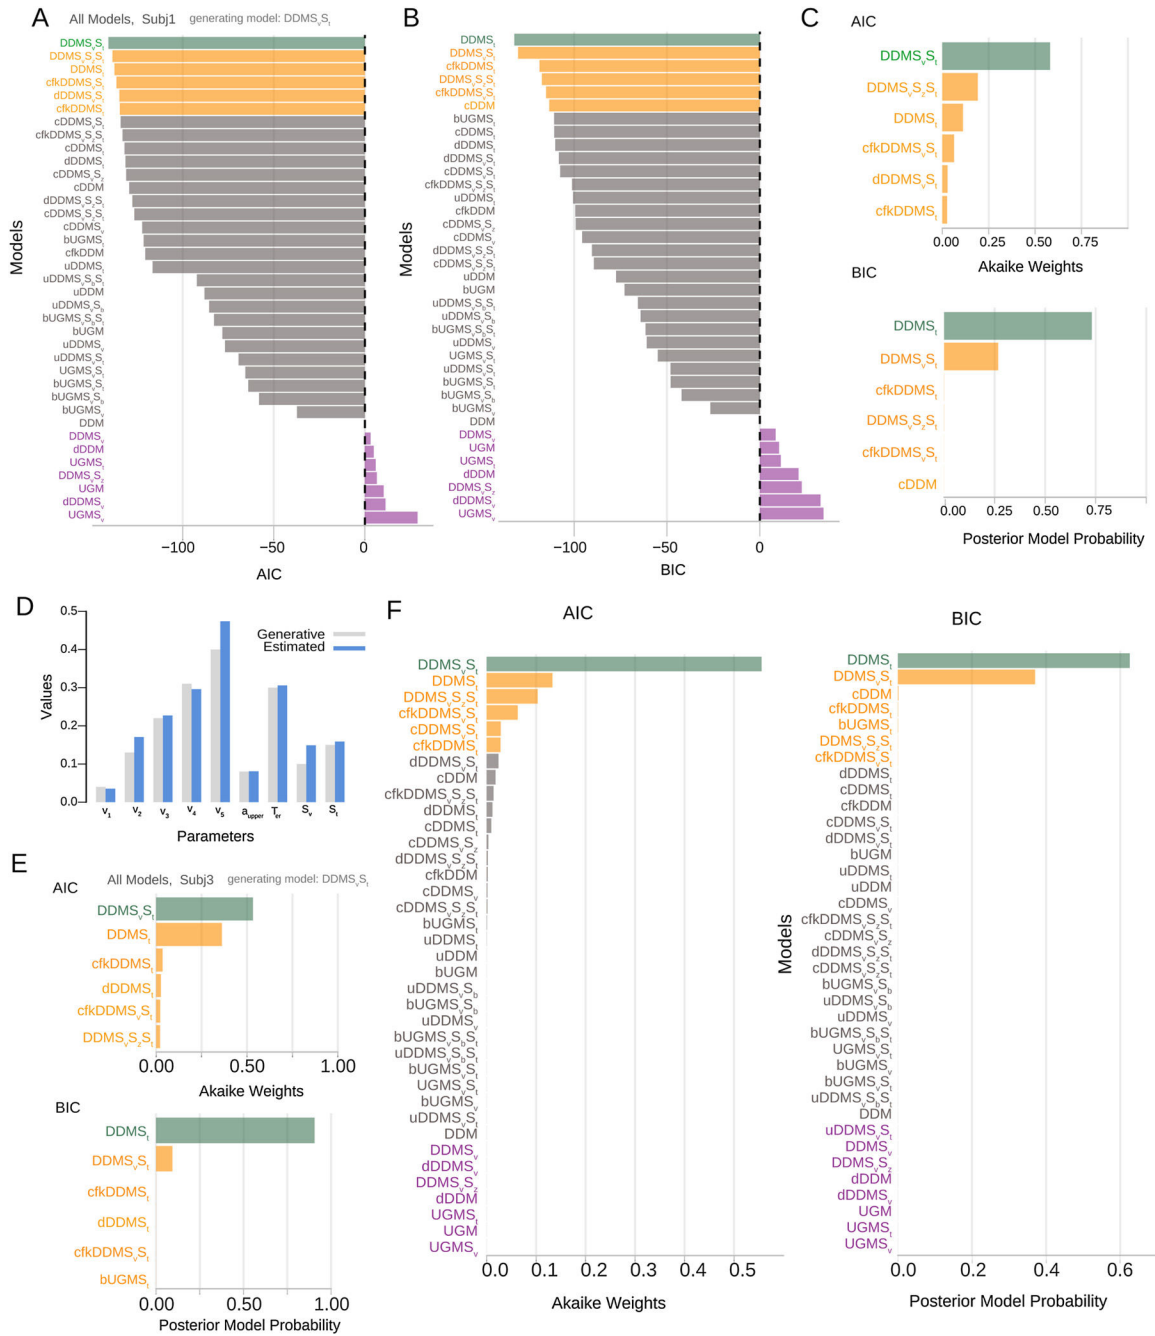 A
All Models, Subj1 generating model: DDMSvSt
DDMSvSt
DDMSvSzSt
DDMSt
cfkDDMSvSt
dDDMSvSt
cfkDDMSt
cDDMSvSt
cfkDDMSvSzSt
cDDMSt
dDDMSt
cDDMSvSz
cDDM
dDDMSvSzSt
cDDMSvSzSt
cDDMSv
bUGMSt
cfkDDM
uDDMSt
uDDMSvSbSt
uDDM
uDDMSvSb
bUGMSvSbSt
bUGM
uDDMSv
uDDMSvSt
UGMSvSt
bUGMSvSt
bUGMSvSb
bUGMSv
DDM
DDMSv
dDDM
UGMSt
DDMSvSz
UGM
dDDMSv
UGMSv
Models
−100 −50 0
AIC
B
DDMSt
DDMSvSt
cfkDDMSt
DDMSvSzSt
cfkDDMSvSt
cDDM
bUGMSt
cDDMSt
dDDMSt
dDDMSvSt
cDDMSvSt
cfkDDMSvSzSt
uDDMSt
cfkDDM
cDDMSvSz
cDDMSv
dDDMSvSzSt
cDDMSvSzSt
uDDM
bUGM
uDDMSvSbSt
uDDMSvSb
bUGMSvSbSt
uDDMSv
UGMSvSt
uDDMSvSt
bUGMSvSt
bUGMSvSb
bUGMSv
DDM
DDMSv
UGM
UGMSt
dDDM
DDMSvSz
dDDMSv
UGMSv
Models
−100 −50 0
BIC
C
AIC
DDMSvSt
DDMSvSzSt
DDMSt
cfkDDMSvSt
dDDMSvSt
cfkDDMSt
0.00 0.25 0.50 0.75
Akaike Weights
BIC
DDMSt
DDMSvSt
cfkDDMSt
DDMSvSzSt
cfkDDMSvSt
cDDM
0.00 0.25 0.50 0.75
Posterior Model Probability
D
0.5
0.4
0.3
0.2
0.1
0.0
Values
Generative
Estimated
v1 v2 v3 v4 v5 aupper Ter Sv St
Parameters
E
All Models, Subj3 generating model: DDMSvSt
AIC
DDMSvSt
DDMSt
cfkDDMSt
dDDMSt
cfkDDMSvSt
DDMSvSzSt
0.00 0.50 1.00
Akaike Weights
BIC
DDMSt
DDMSvSt
cfkDDMSt
dDDMSt
cfkDDMSvSt
bUGMSt
0.00 0.50 1.00
Posterior Model Probability
F
AIC
DDMSvSt
DDMSt
DDMSvSzSt
cfkDDMSvSt
cDDMSvSt
cfkDDMSt
dDDMSvSt
cDDM
cfkDDMSvSzSt
dDDMSt
cDDMSt
cDDMSvSz
dDDMSvSzSt
cfkDDM
cDDMSv
cDDMSvSzSt
bUGMSt
uDDMSt
uDDM
bUGM
uDDMSvSb
bUGMSvSb
uDDMSv
bUGMSvSbSt
uDDMSvSbSt
bUGMSvSt
UGMSvSt
bUGMSv
uDDMSvSt
DDM
DDMSv
dDDMSv
DDMSvSz
dDDM
UGMSt
UGM
UGMSv
0.0 0.1 0.2 0.3 0.4 0.5
Akaike Weights
BIC
DDMSt
DDMSvSt
cDDM
cfkDDMSt
bUGMSt
DDMSvSzSt
cfkDDMSvSt
dDDMSt
cDDMSt
cfkDDM
cDDMSvSt
dDDMSvSt
bUGM
uDDMSt
uDDM
cDDMSv
cfkDDMSvSzSt
cDDMSvSz
dDDMSvSzSt
cDDMSvSzSt
bUGMSvSb
uDDMSvSb
uDDMSv
bUGMSvSbSt
UGMSvSt
bUGMSv
bUGMSvSt
uDDMSvSbSt
DDM
uDDMSvSt
DDMSv
DDMSvSz
dDDM
dDDMSv
UGM
UGMSt
UGMSv
Models
0.0 0.2 0.4 0.6
Posterior Model Probability